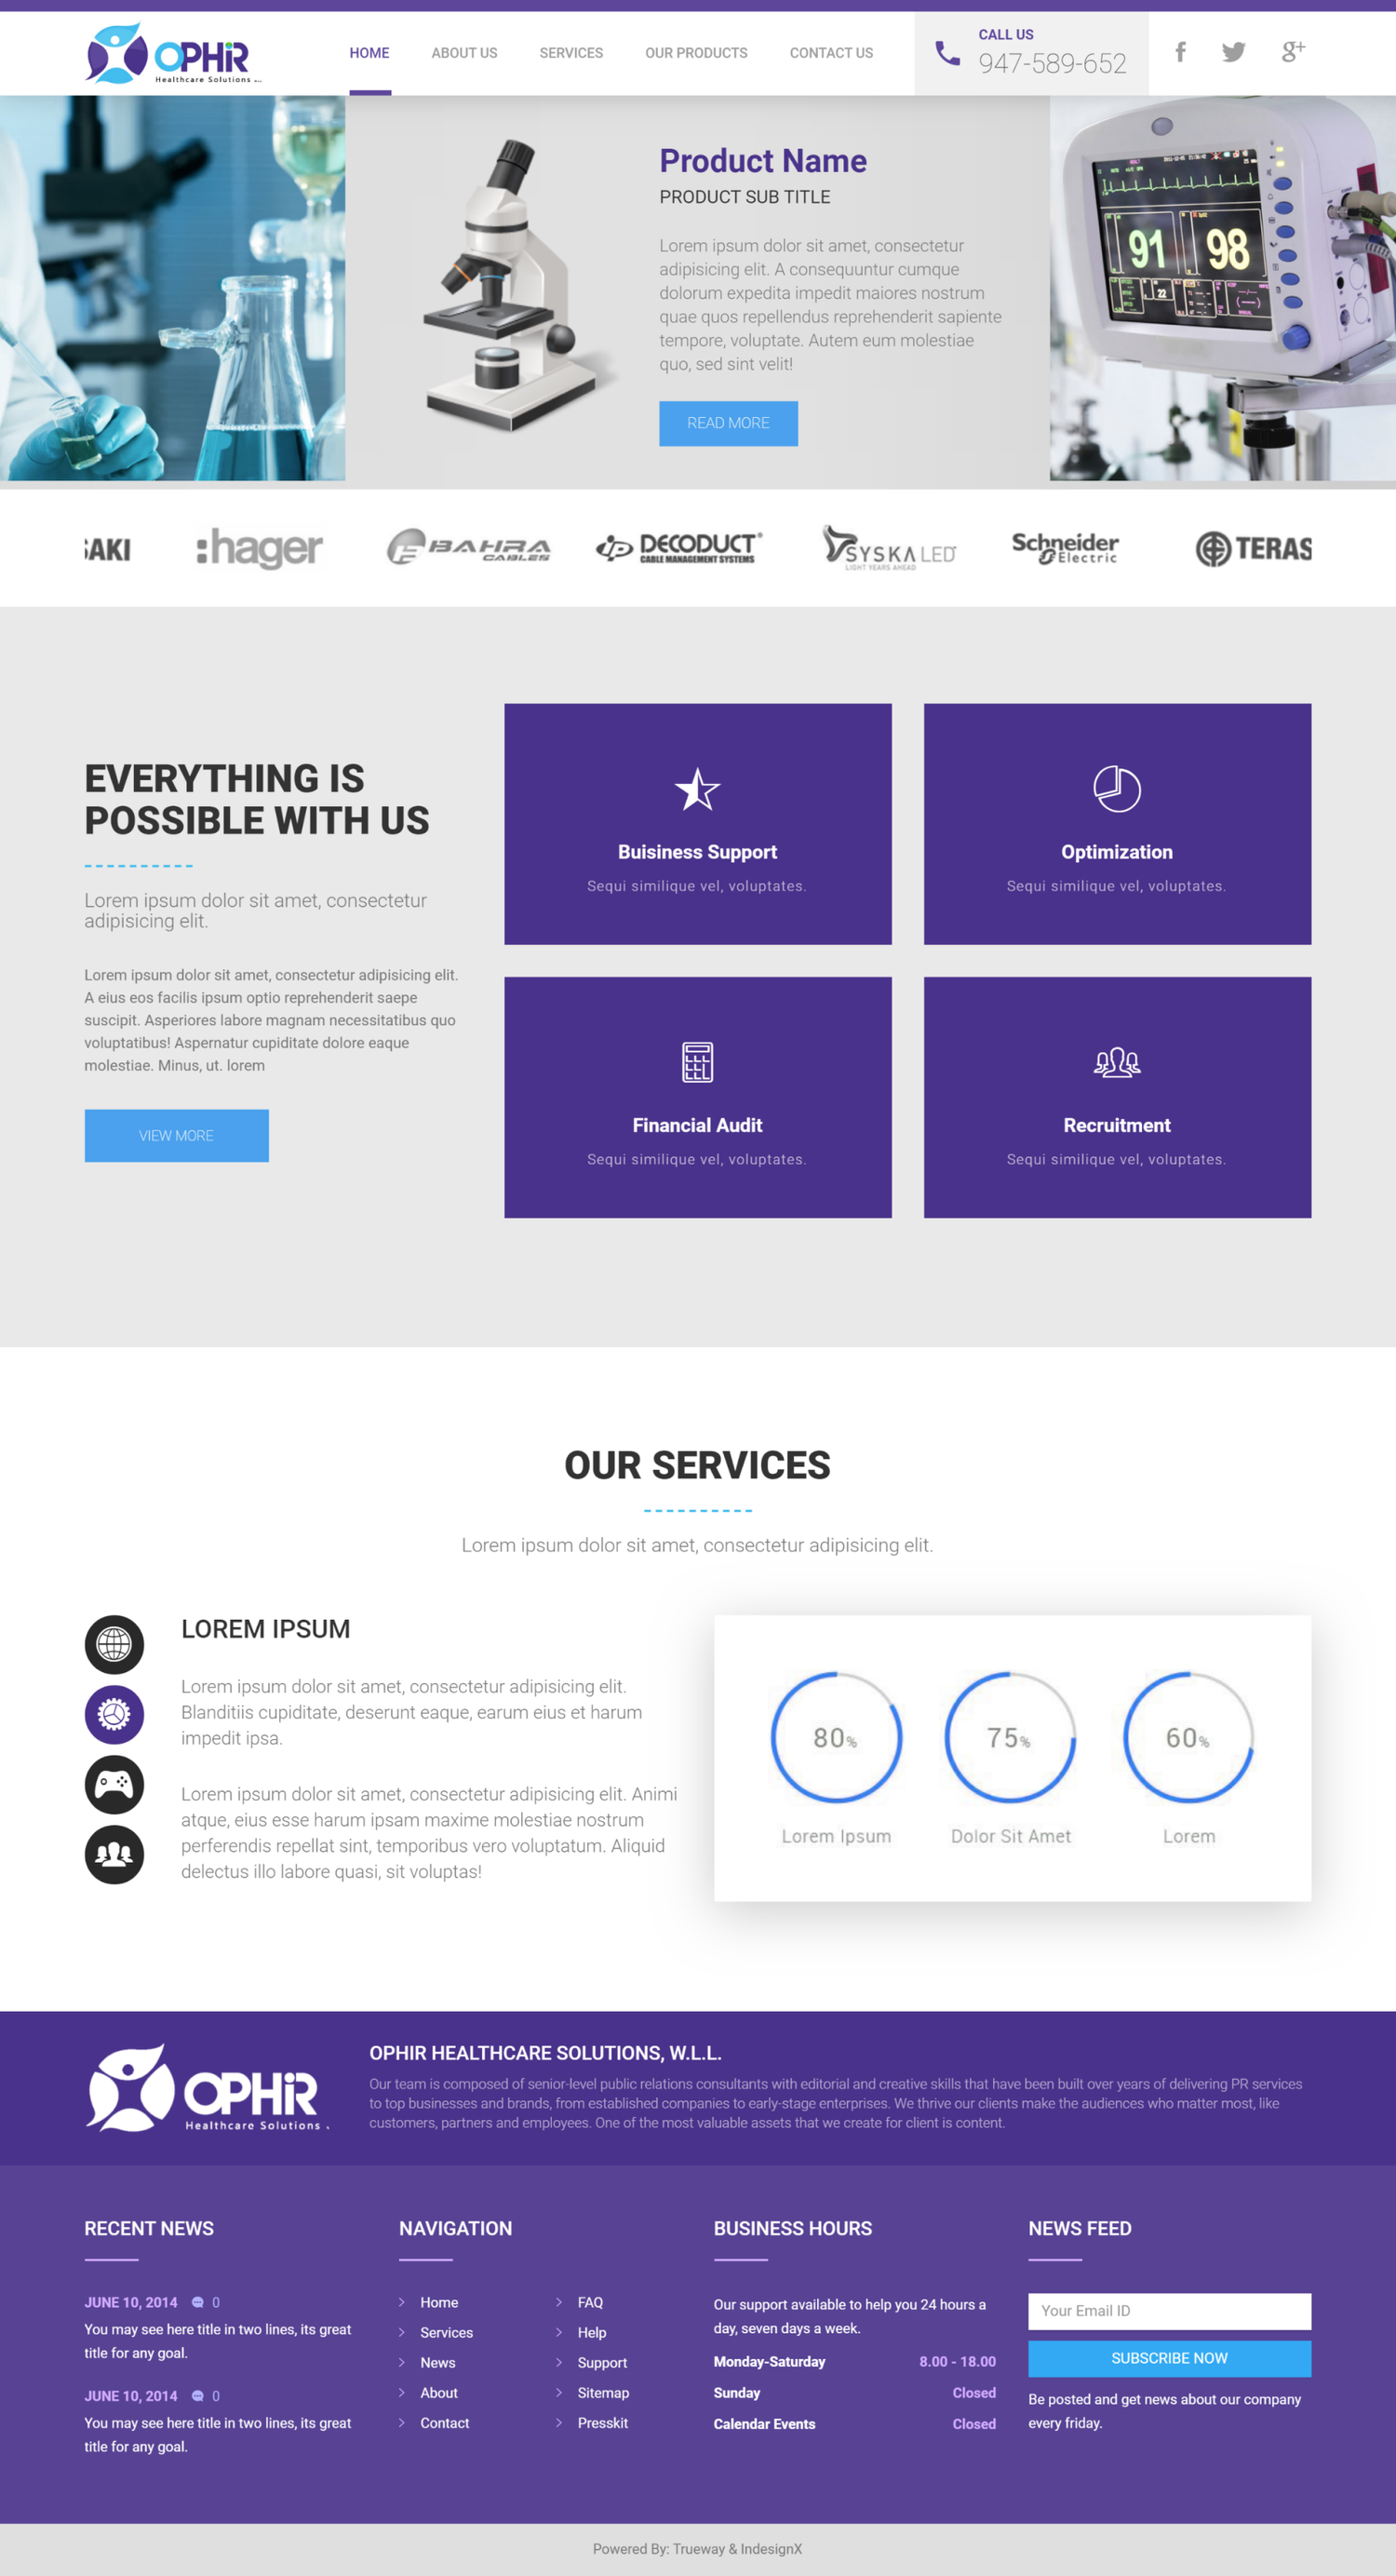 OPHiR
Healthcare Solutions
HOME
ABOUT US
SERVICES
OUR PRODUCTS
CONTACT US
CALL US
947-589-652
f
g+
Product Name
PRODUCT SUB TITLE
Lorem ipsum dolor sit amet, consectetur
adipisicing elit. A consequuntur cumque
dolorum expedita impedit maiores nostrum
quae quos repellendus reprehenderit sapiente
tempore, voluptate. Autem eum molestiae
quo, sed sint velit!
READ MORE
91
98
22
AKI
:hager
BAHRA
CABLES
DECODUCT
CABLE MANAGEMENT SYSTEMS
SYSKA LED
LIGHT YEARS AHEAD
Schneider
Electric
TERAS
EVERYTHING IS
POSSIBLE WITH US
Lorem ipsum dolor sit amet, consectetur
adipisicing elit.
Lorem ipsum dolor sit amet, consectetur adipisicing elit.
A eius eos facilis ipsum optio reprehenderit saepe
suscipit. Asperiores labore magnam necessitatibus quo
voluptatibus! Aspernatur cupiditate dolore eaque
molestiae. Minus, ut. lorem
VIEW MORE
Buisiness Support
Sequi similique vel, voluptates.
Optimization
Sequi similique vel, voluptates.
Financial Audit
Sequi similique vel, voluptates.
Recruitment
Sequi similique vel, voluptates.
OUR SERVICES
Lorem ipsum dolor sit amet, consectetur adipisicing elit.
LOREM IPSUM
Lorem ipsum dolor sit amet, consectetur adipisicing elit.
Blanditiis cupiditate, deserunt eaque, earum eius et harum
impedit ipsa.
Lorem ipsum dolor sit amet, consectetur adipisicing elit. Animi
atque, eius esse harum ipsam maxime molestiae nostrum
perferendis repellat sint, temporibus vero voluptatum. Aliquid
delectus illo labore quasi, sit voluptas!
80%
Lorem Ipsum
75%
Dolor Sit Amet
60%
Lorem
OPHiR
Healthcare Solutions
OPHIR HEALTHCARE SOLUTIONS, W.L.L.
Our team is composed of senior-level public relations consultants with editorial and creative skills that have been built over years of delivering PR services
to top businesses and brands, from established companies to early-stage enterprises. We thrive our clients make the audiences who matter most, like
customers, partners and employees. One of the most valuable assets that we create for client is content.
RECENT NEWS
JUNE 10, 2014 0
You may see here title in two lines, its great
title for any goal.
JUNE 10, 2014 0
You may see here title in two lines, its great
title for any goal.
NAVIGATION
Home
Services
News
About
Contact
FAQ
Help
Support
Sitemap
Presskit
BUSINESS HOURS
Our support available to help you 24 hours a
day, seven days a week.
Monday-Saturday 8.00 - 18.00
Sunday Closed
Calendar Events Closed
NEWS FEED
Your Email ID
SUBSCRIBE NOW
Be posted and get news about our company
every friday.
Powered By: Trueway & IndesignX